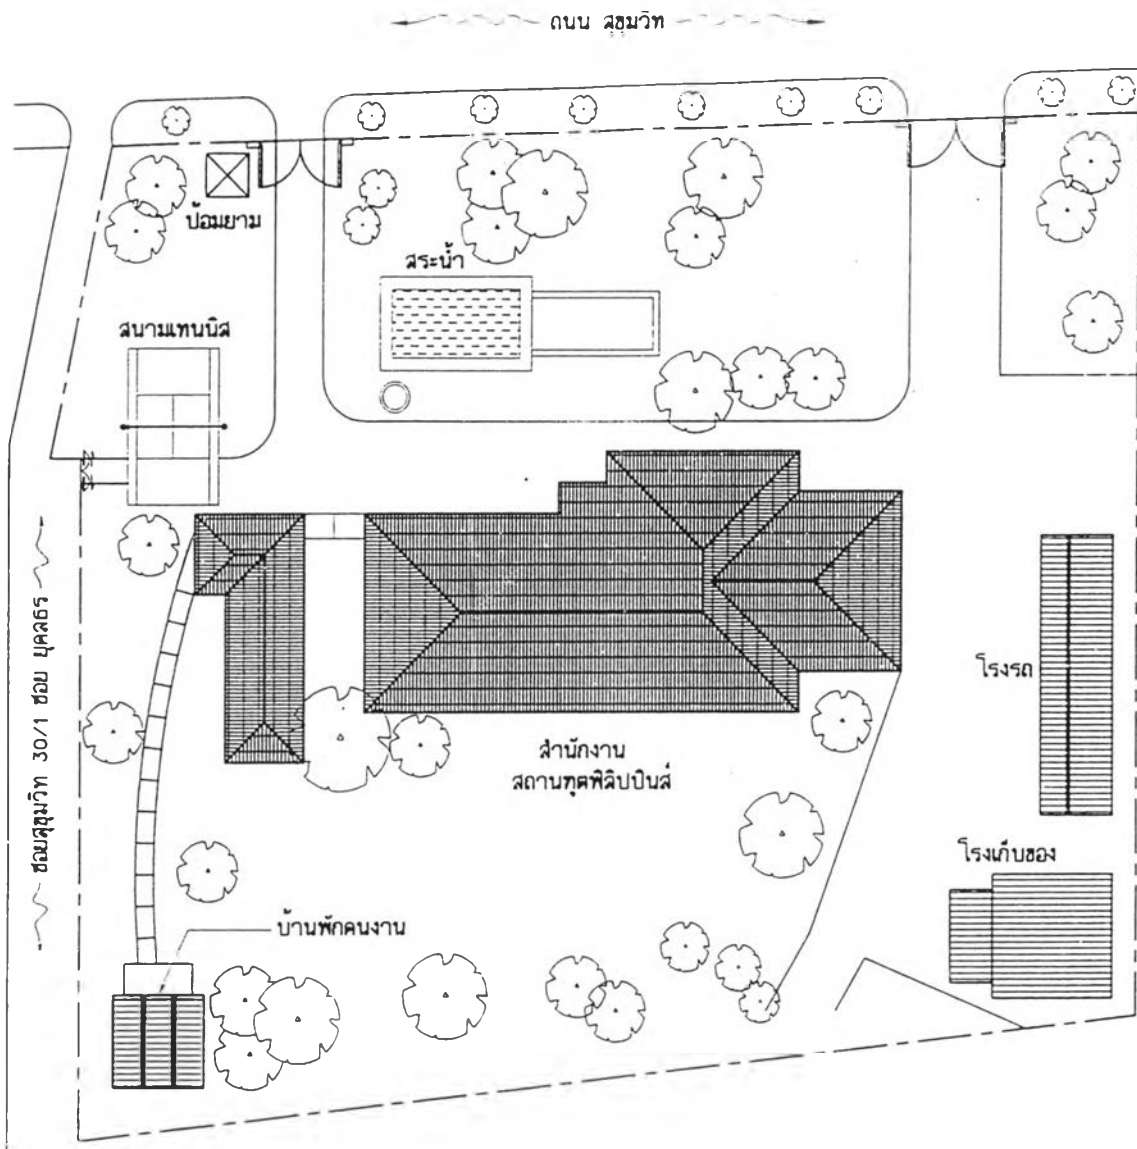 ถนน สุขุมวิท
ป้อมยาม
สระน้ำ
สนามเทนนิส
ซอยสุขุมวิท 30/1 ซอย บุคลธร
โรงรถ
สำนักงาน
สถานทูตฟิลิปปินส์
โรงเก็บของ
บ้านพักคนงาน